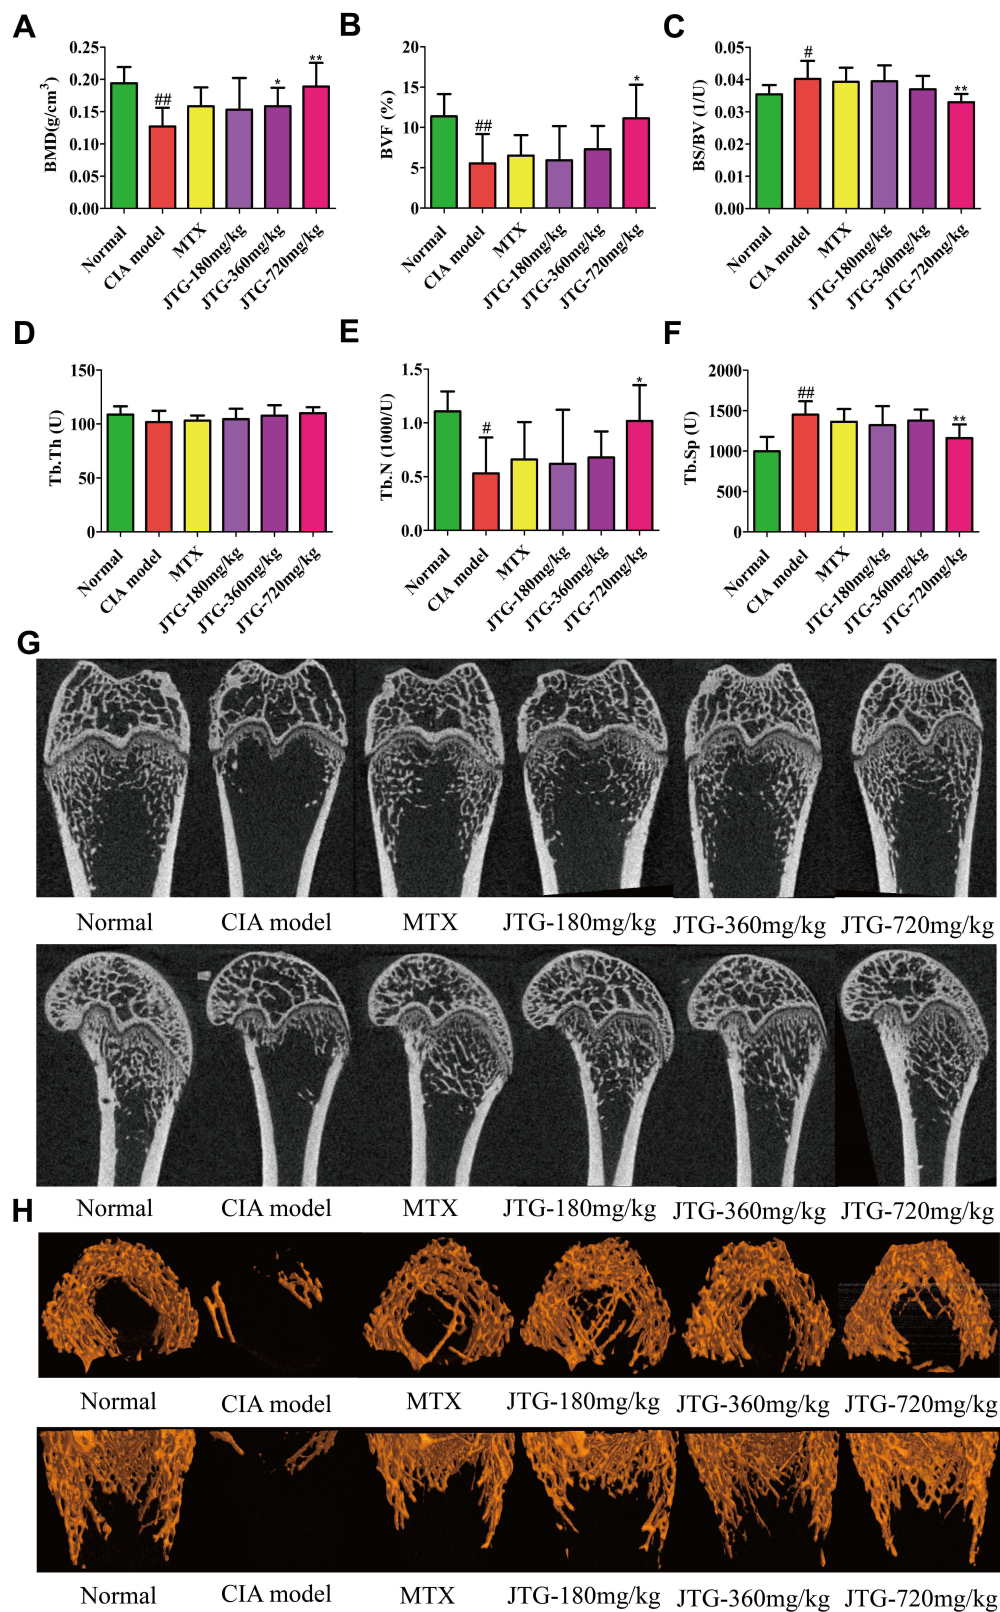 A
BMD(g/cm³)
0.25
0.20
0.15
0.10
0.05
0.00
##
*
**
Normal
CIA model
MTX
JTG-180mg/kg
JTG-360mg/kg
JTG-720mg/kg
B
BVF (%)
20
15
10
5
0
##
*
Normal
CIA model
MTX
JTG-180mg/kg
JTG-360mg/kg
JTG-720mg/kg
C
BS/BV (1/U)
0.05
0.04
0.03
0.02
0.01
0.00
#
**
Normal
CIA model
MTX
JTG-180mg/kg
JTG-360mg/kg
JTG-720mg/kg
D
Tb.Th (U)
150
100
50
0
Normal
CIA model
MTX
JTG-180mg/kg
JTG-360mg/kg
JTG-720mg/kg
E
Tb.N (1000/U)
1.5
1.0
0.5
0.0
#
*
Normal
CIA model
MTX
JTG-180mg/kg
JTG-360mg/kg
JTG-720mg/kg
F
Tb.Sp (U)
2000
1500
1000
500
0
##
**
Normal
CIA model
MTX
JTG-180mg/kg
JTG-360mg/kg
JTG-720mg/kg
G
Normal CIA model MTX JTG-180mg/kg JTG-360mg/kg JTG-720mg/kg
Normal CIA model MTX JTG-180mg/kg JTG-360mg/kg JTG-720mg/kg
H
Normal CIA model MTX JTG-180mg/kg JTG-360mg/kg JTG-720mg/kg
Normal CIA model MTX JTG-180mg/kg JTG-360mg/kg JTG-720mg/kg